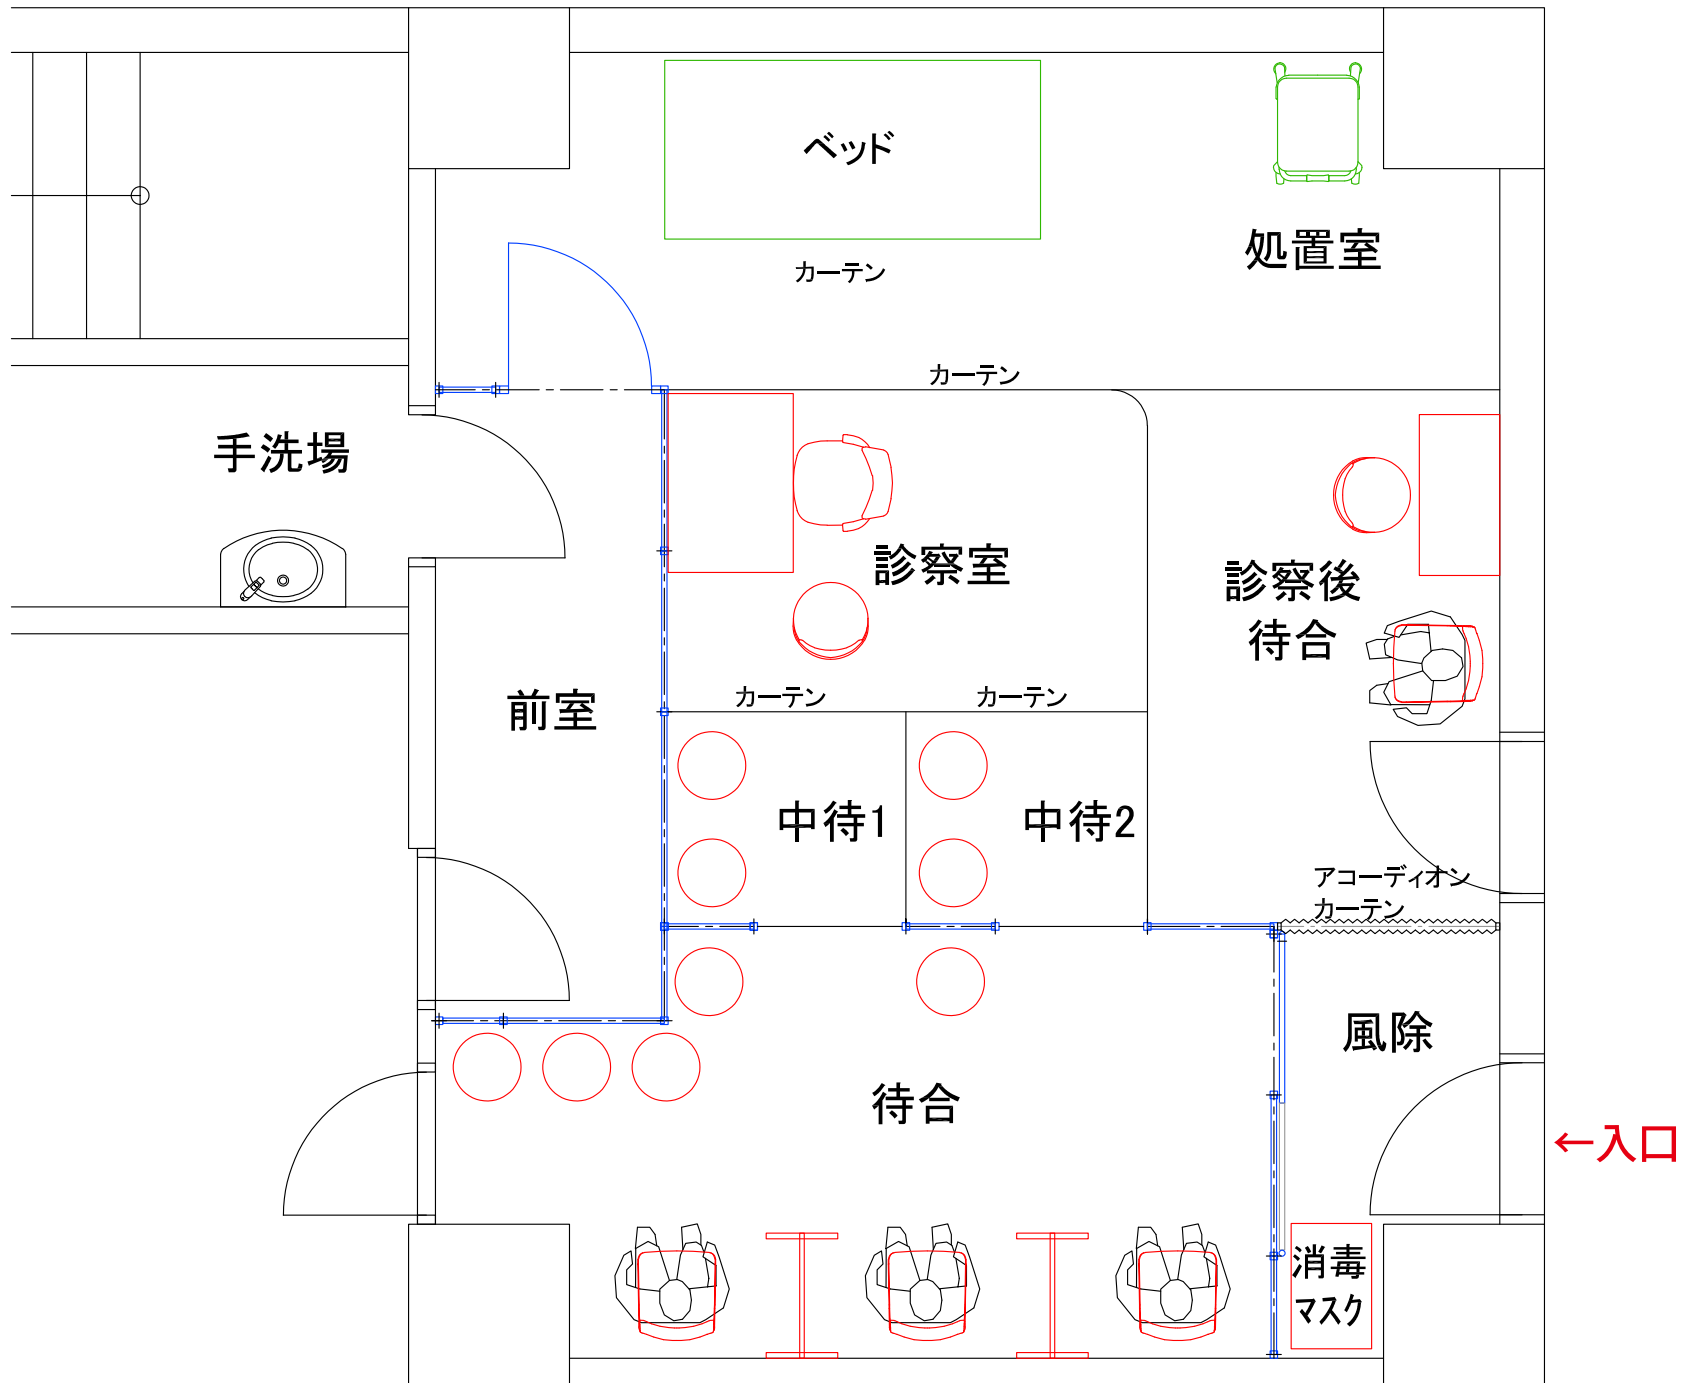 ベッド
処置室
カーテン
カーテン
手洗場
診察室
診察後
待合
カーテン
カーテン
前室
中待1
中待2
アコーディオン
カーテン
風除
待合
←入口
消毒
マスク